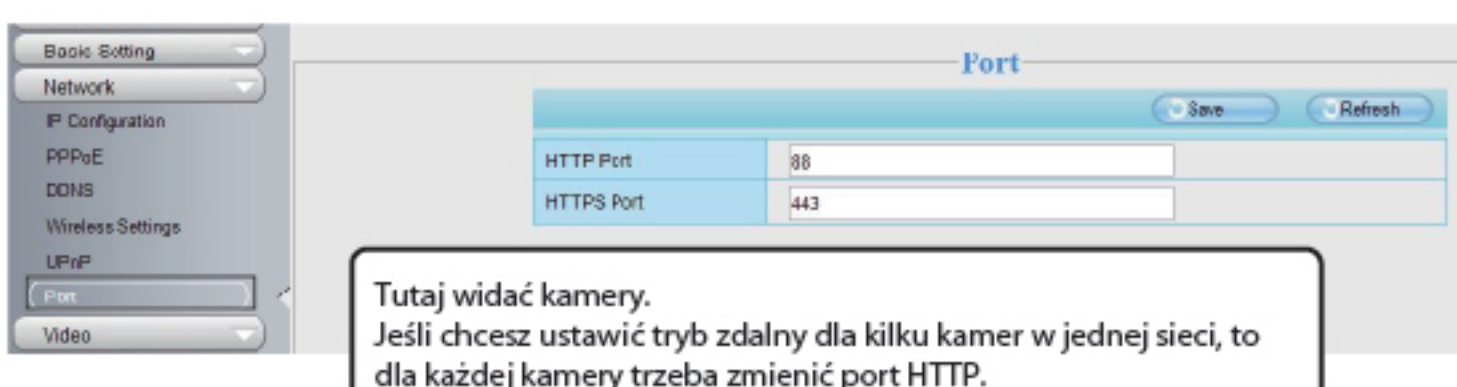 Basic Setting
Network
IP Configuration
PPPoE
DDNS
Wireless Settings
UPnP
Port
Video
Port
Save Refresh
HTTP Port 88
HTTPS Port 443
Tutaj widać kamery.
Jeśli chcesz ustawić tryb zdalny dla kilku kamer w jednej sieci, to
dla każdej kamery trzeba zmienić port HTTP.